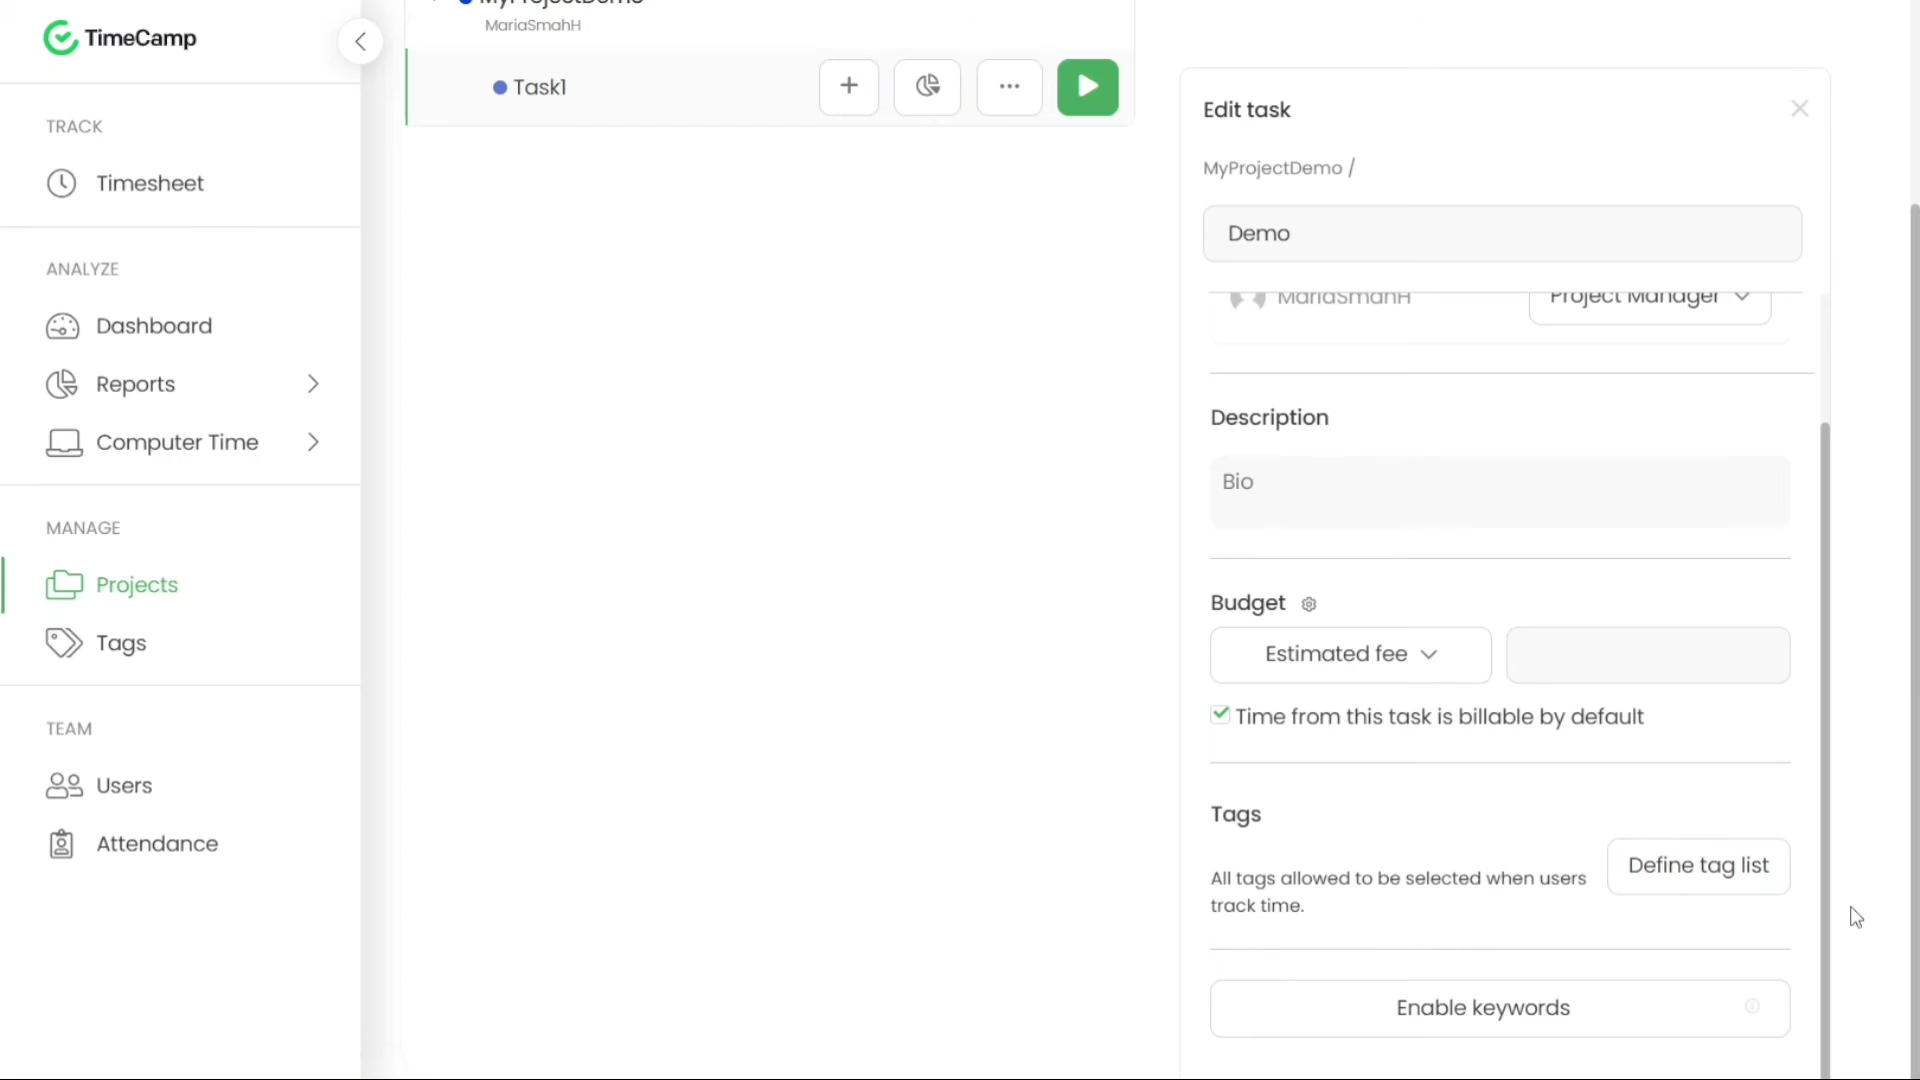 TimeCamp
TRACK
Timesheet
ANALYZE
Dashboard
Reports
Computer Time
MANAGE
Projects
Tags
TEAM
Users
Attendance
MyProjectDemo
MariaSmahH
Task1
Edit task
MyProjectDemo /
Demo
MariaSmahH
Project Manager
Description
Bio
Budget
Estimated fee
Time from this task is billable by default
Tags
All tags allowed to be selected when users
track time.
Define tag list
Enable keywords